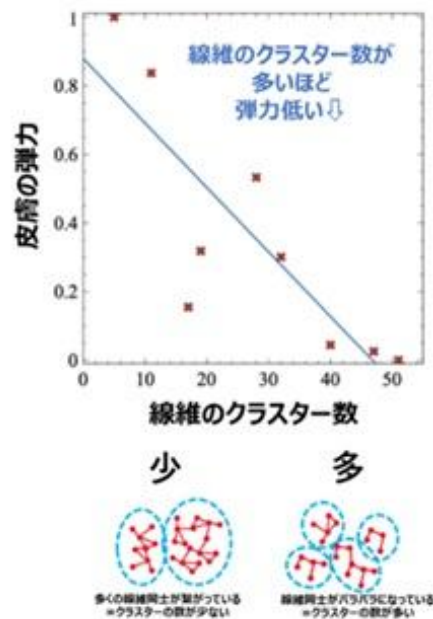 線維のクラスター数が
多いほど
弾力低い⇩
皮膚の弾力
1
0.8
0.6
0.4
0.2
0
0
10
20
30
40
50
線維のクラスター数
少
多
多くの線維同士が繋がっている
=クラスターの数が少ない
線維同士がバラバラになっている
=クラスターの数が多い